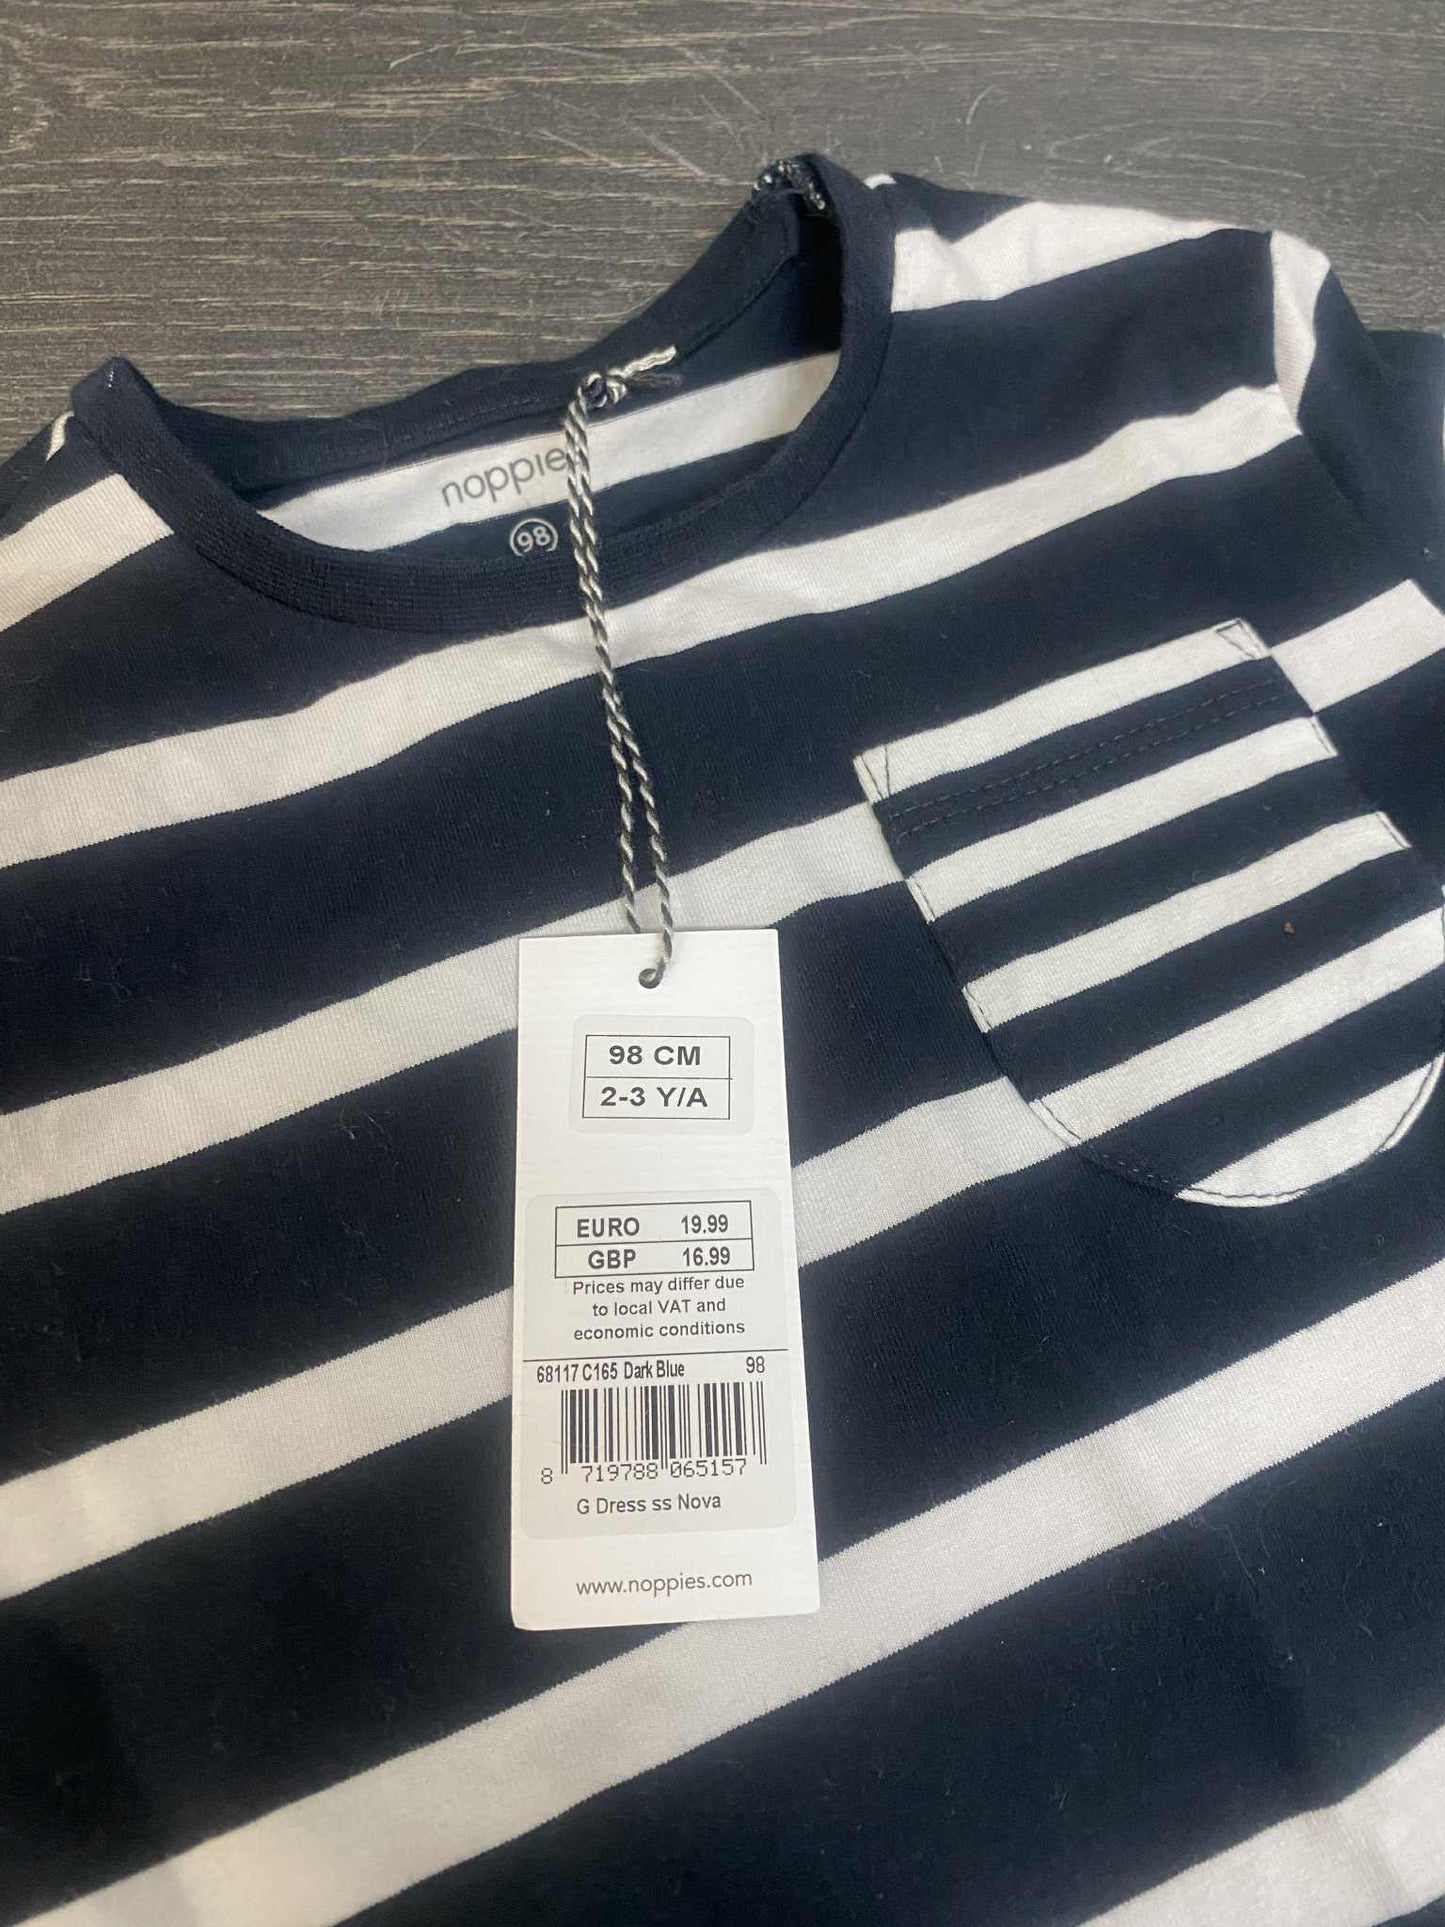 noppie
98
98 CM
2-3 Y/A
EURO 19.99
GBP 16.99
Prices may differ due
to local VAT and
economic conditions
68117 C165 Dark Blue 98
8 719788 065157
G Dress ss Nova
www.noppies.com